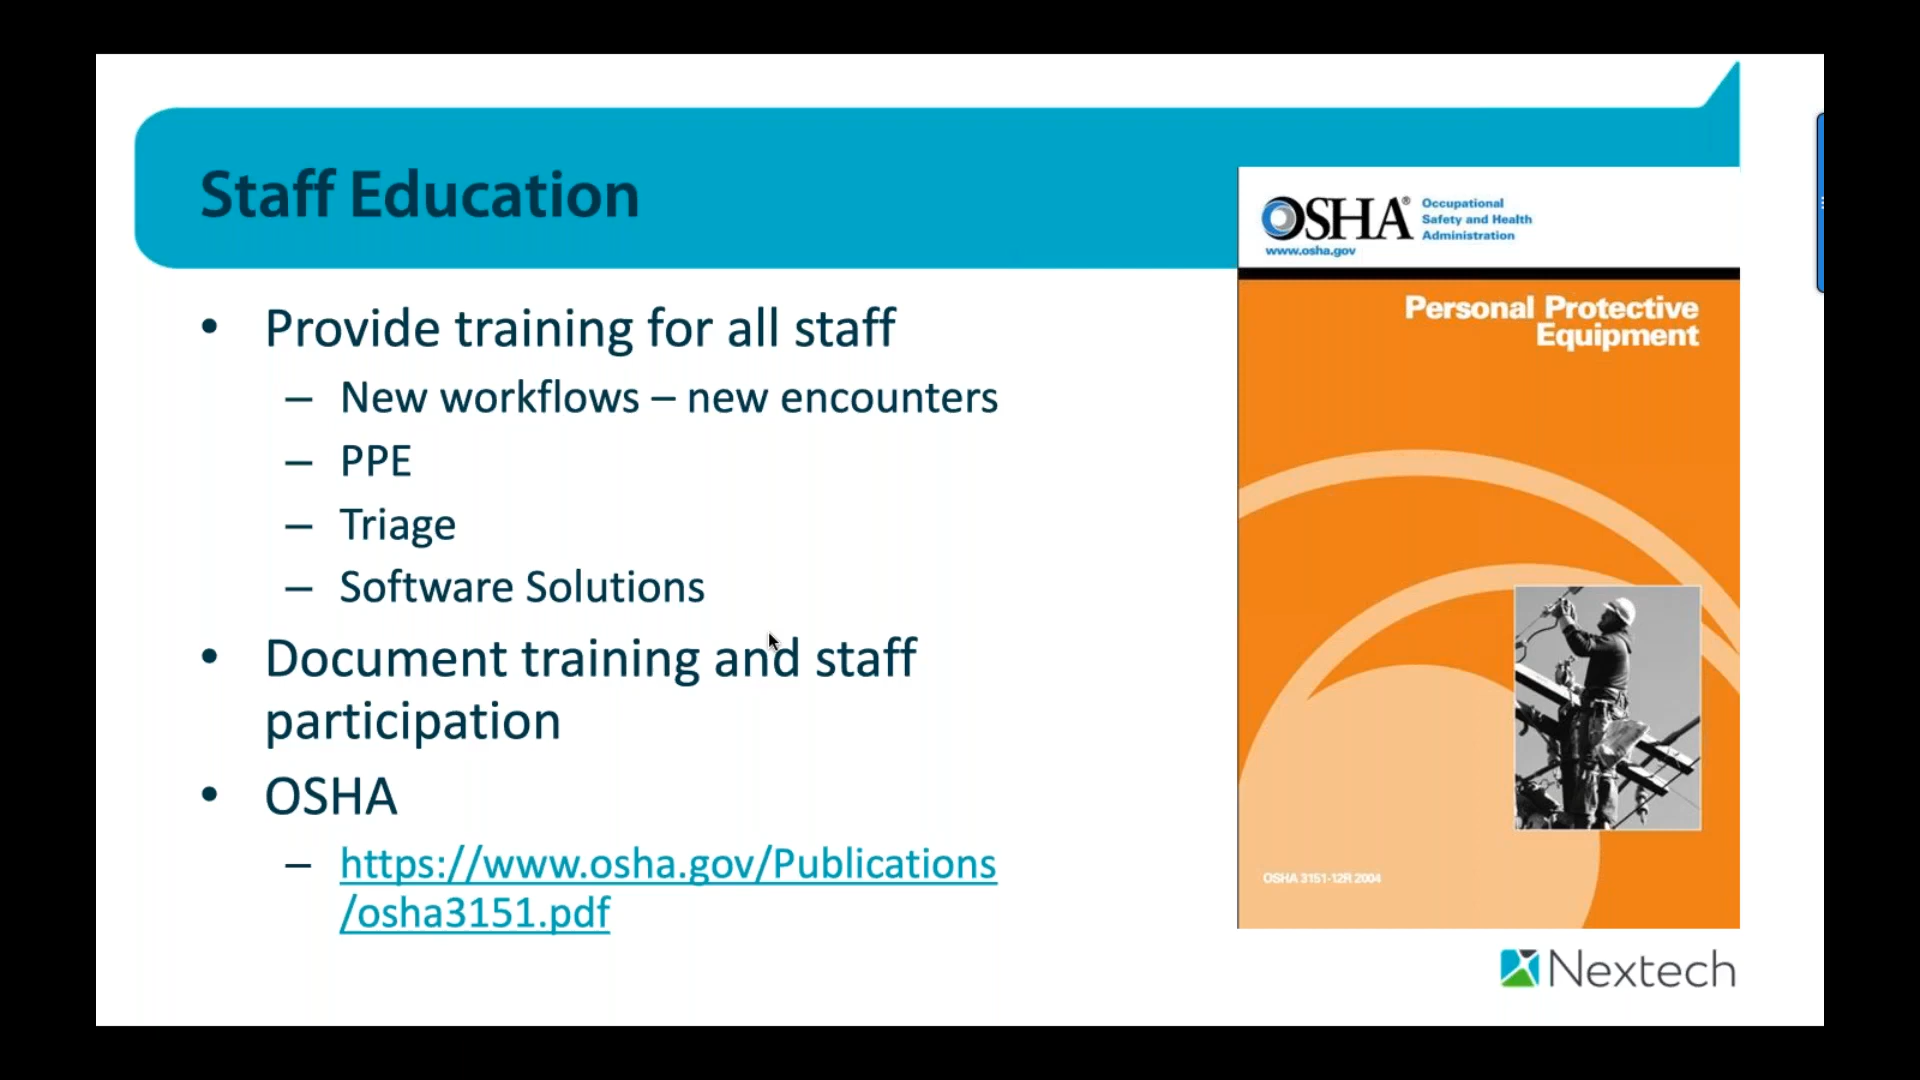 Staff Education
• Provide training for all staff
– New workflows – new encounters
– PPE
– Triage
– Software Solutions
• Document training and staff
participation
• OSHA
– https://www.osha.gov/Publications
/osha3151.pdf
OSHA®
Occupational
Safety and Health
Administration
www.osha.gov
Personal Protective
Equipment
OSHA 3151-12R 2004
Nextech